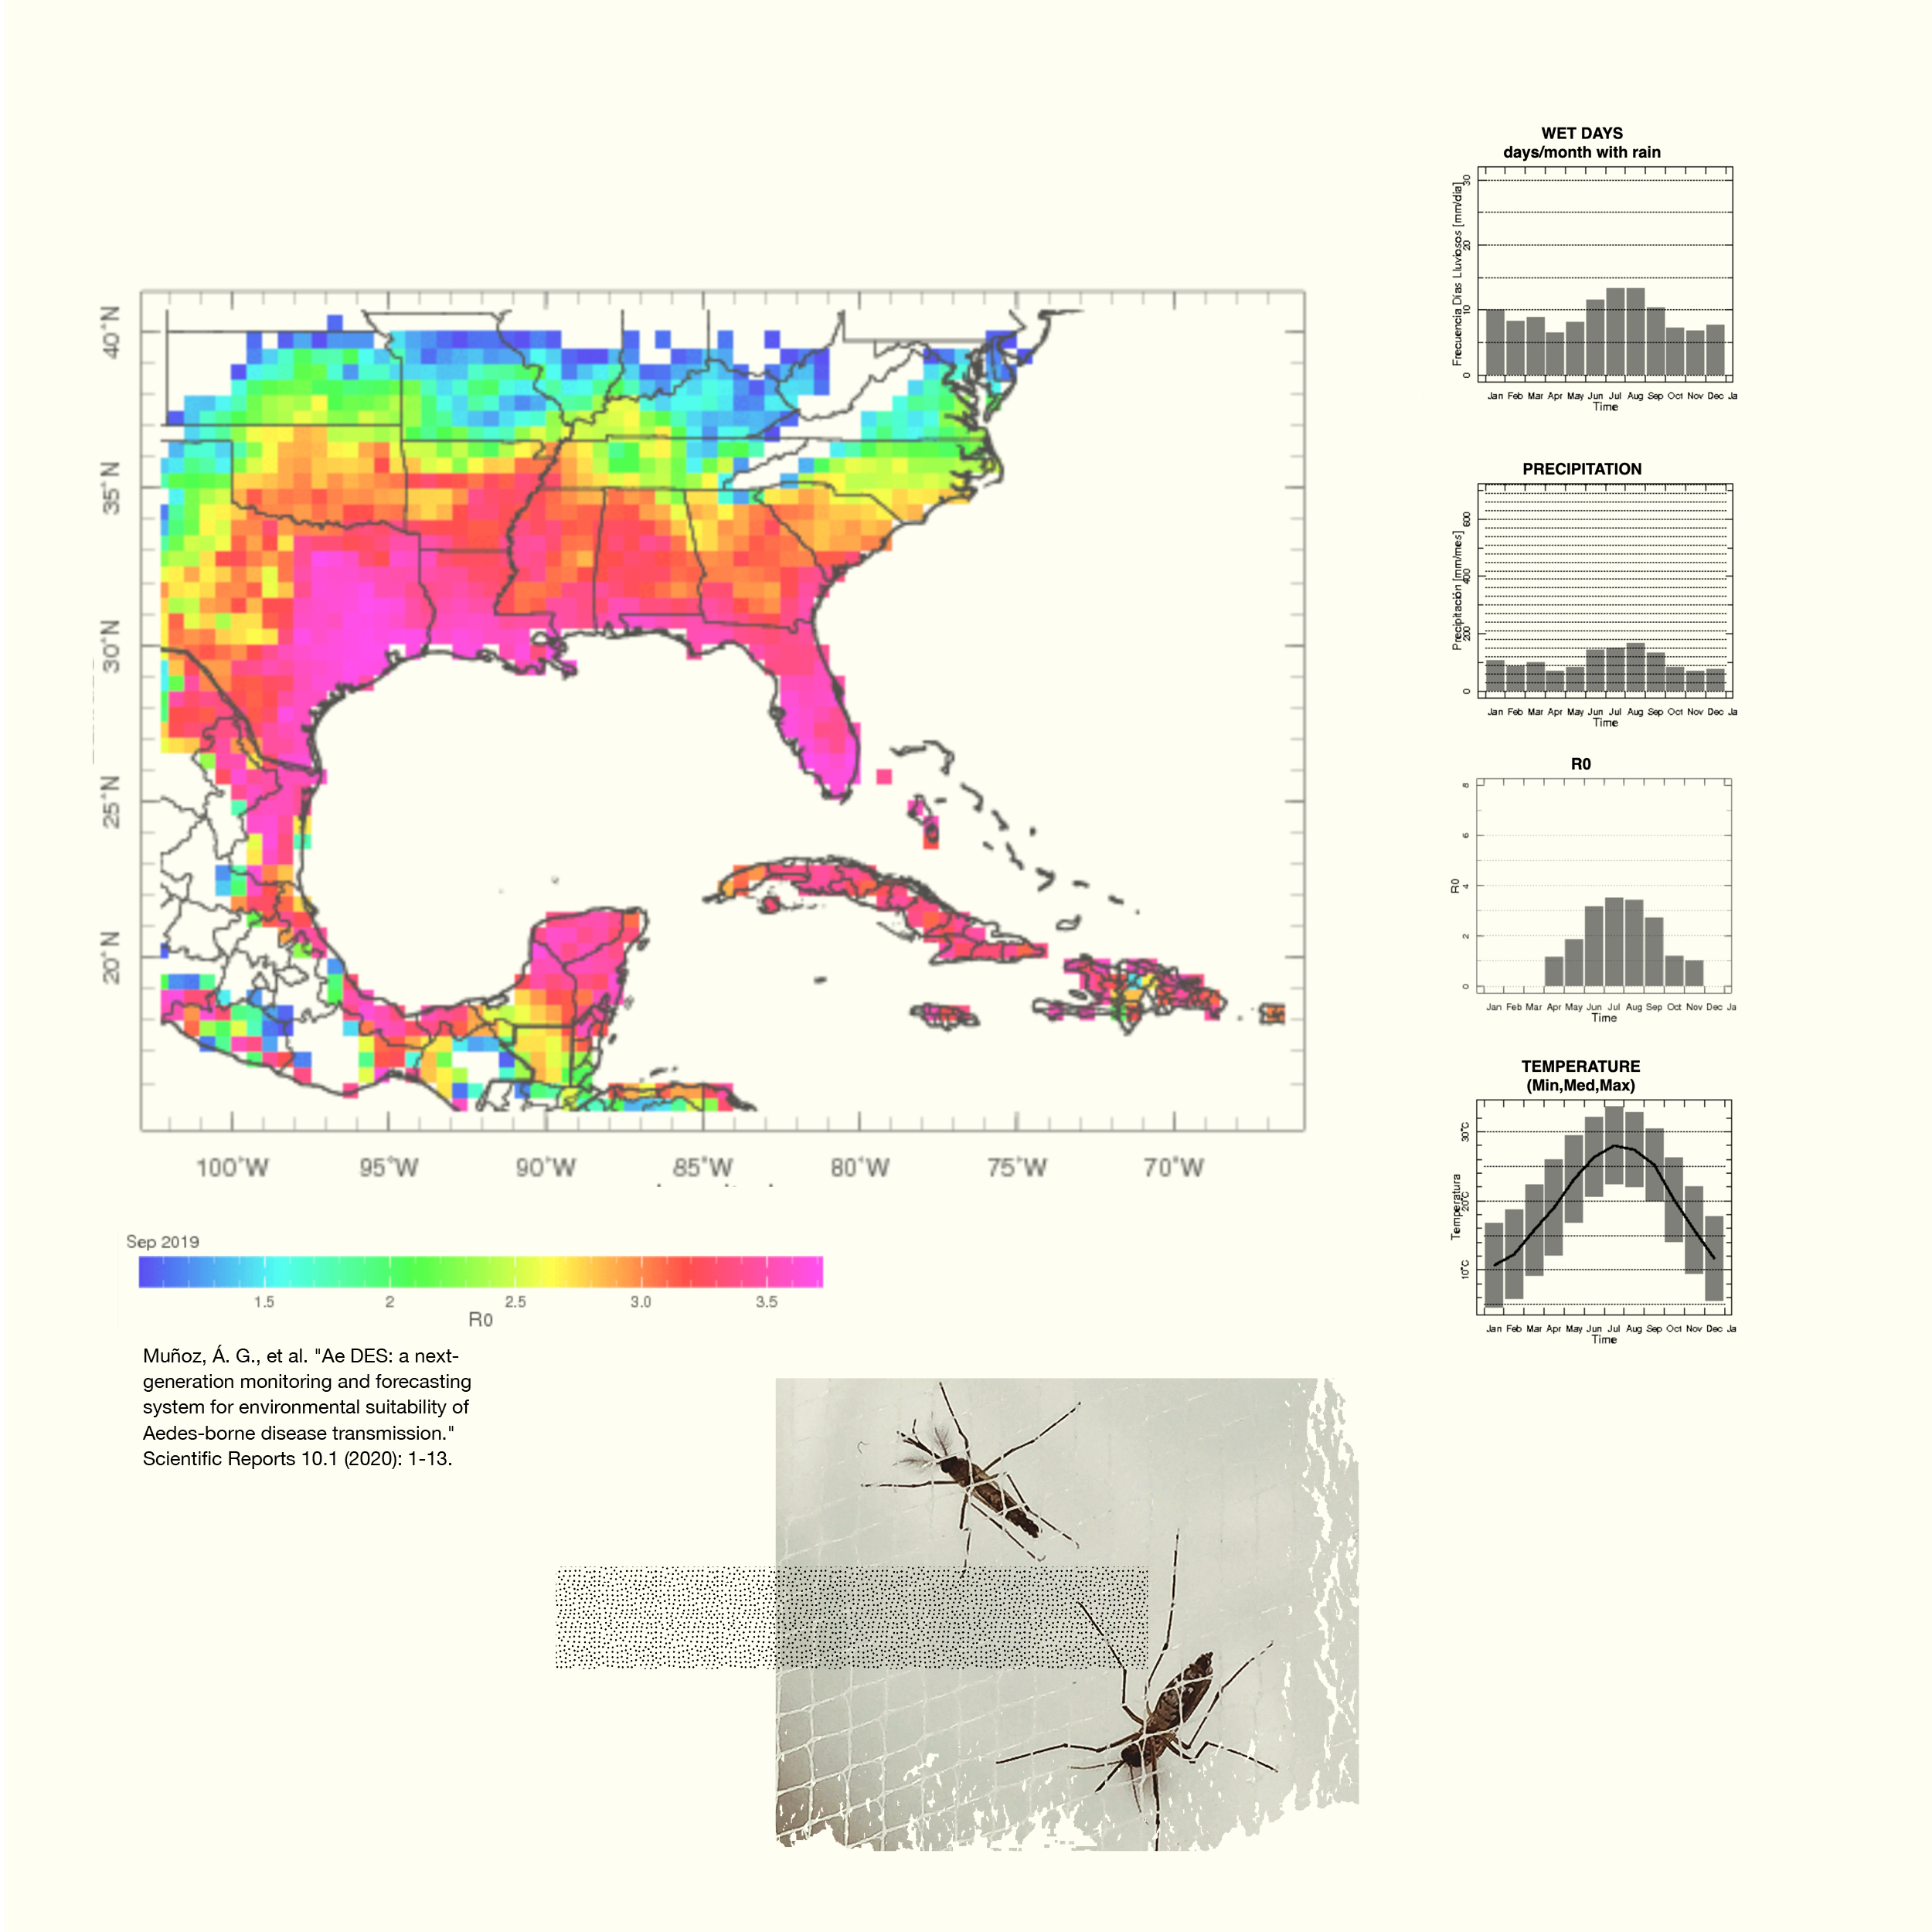 WET DAYS
days/month with rain
30
20
10
0
Frecuencia Días Lluviosos [mm/día]
Jan Feb Mar Apr May Jun Jul Aug Sep Oct Nov Dec Ja
Time
PRECIPITATION
600
400
200
0
Precipitación [mm/mes]
Jan Feb Mar Apr May Jun Jul Aug Sep Oct Nov Dec Ja
Time
R0
8
6
4
2
0
R0
Jan Feb Mar Apr May Jun Jul Aug Sep Oct Nov Dec Ja
Time
TEMPERATURE
(Min,Med,Max)
30°C
20°C
10°C
Temperatura
Jan Feb Mar Apr May Jun Jul Aug Sep Oct Nov Dec Ja
Time
40°N
35°N
30°N
25°N
20°N
100°W 95°W 90°W 85°W 80°W 75°W 70°W
Sep 2019
1.5 2 2.5 3.0 3.5
R0
Muñoz, Á. G., et al. "Ae DES: a next-
generation monitoring and forecasting
system for environmental suitability of
Aedes-borne disease transmission."
Scientific Reports 10.1 (2020): 1-13.